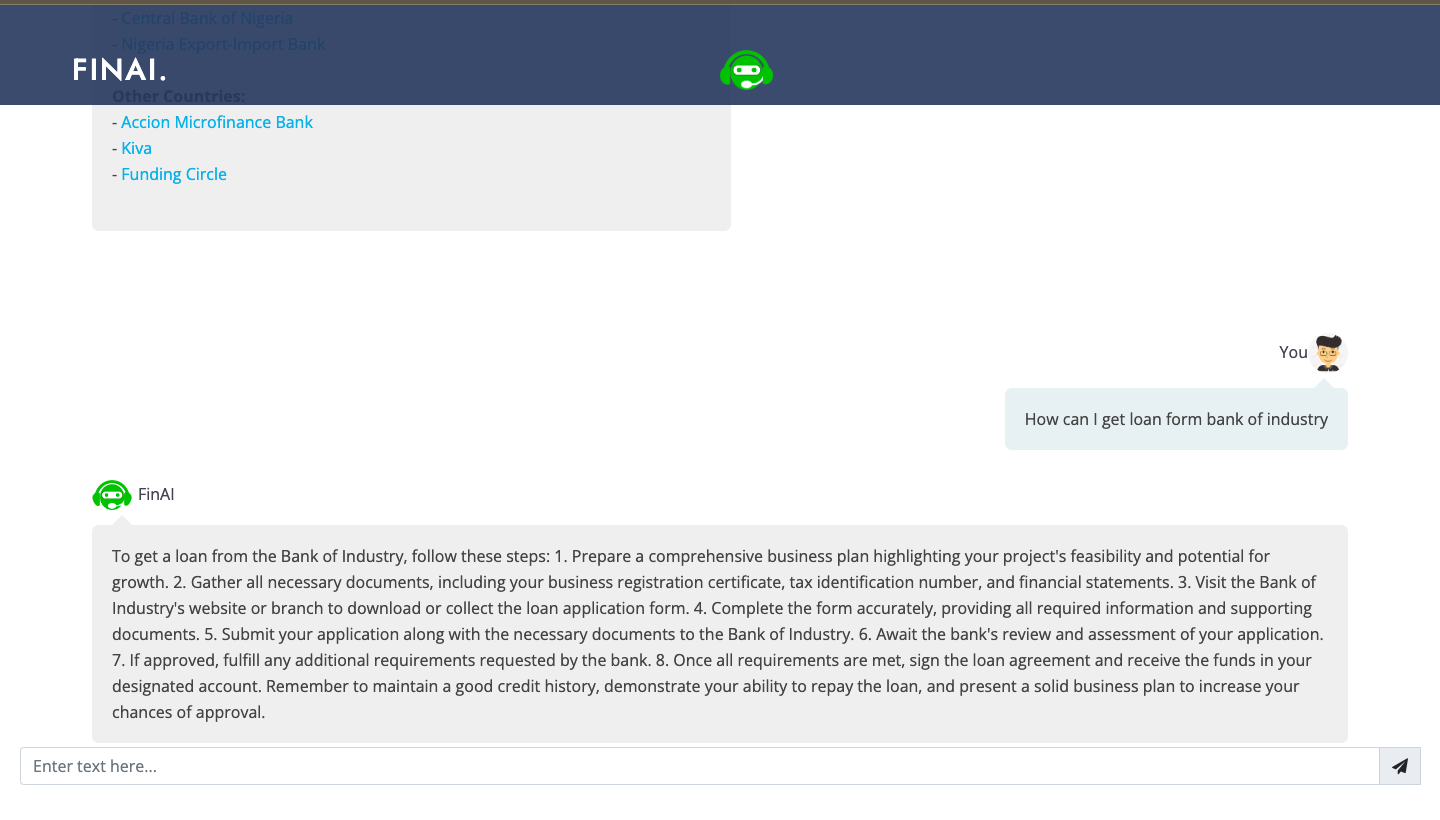 - Central Bank of Nigeria
- Nigeria Export-Import Bank
FINAI.
Other Countries:
- Accion Microfinance Bank
- Kiva
- Funding Circle
You
How can I get loan form bank of industry
FinAI
To get a loan from the Bank of Industry, follow these steps: 1. Prepare a comprehensive business plan highlighting your project's feasibility and potential for
growth. 2. Gather all necessary documents, including your business registration certificate, tax identification number, and financial statements. 3. Visit the Bank of
Industry's website or branch to download or collect the loan application form. 4. Complete the form accurately, providing all required information and supporting
documents. 5. Submit your application along with the necessary documents to the Bank of Industry. 6. Await the bank's review and assessment of your application.
7. If approved, fulfill any additional requirements requested by the bank. 8. Once all requirements are met, sign the loan agreement and receive the funds in your
designated account. Remember to maintain a good credit history, demonstrate your ability to repay the loan, and present a solid business plan to increase your
chances of approval.
Enter text here...